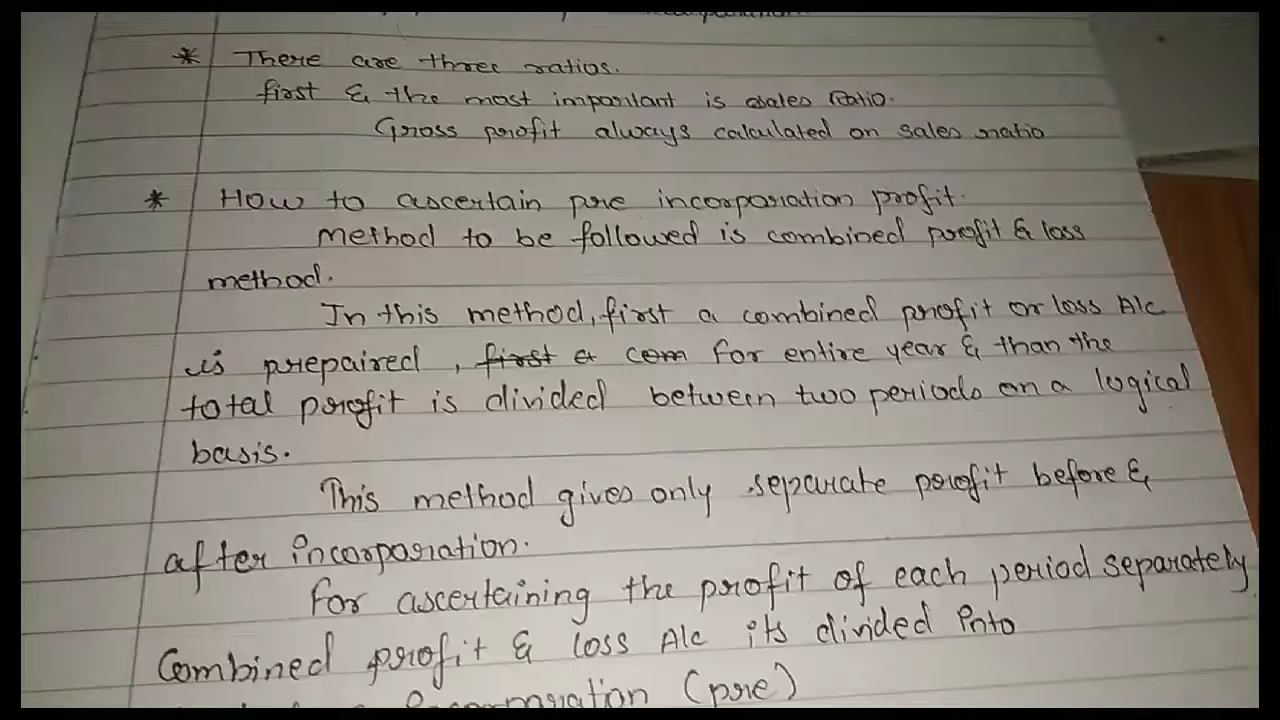 * There are three ratios.
first & the most important is sales Ratio.
Gross profit always calculated on sales ratio
* How to ascertain pre incorporation profit.
Method to be followed is combined profit & loss
method.
In this method, first a combined profit or loss A/c
is prepaired, first a com for entire year & than the
total profit is divided between two periods on a logical
basis.
This method gives only separate profit before &
after incorporation.
For ascertaining the profit of each period separately
Combined profit & loss A/c its divided into
(pre)